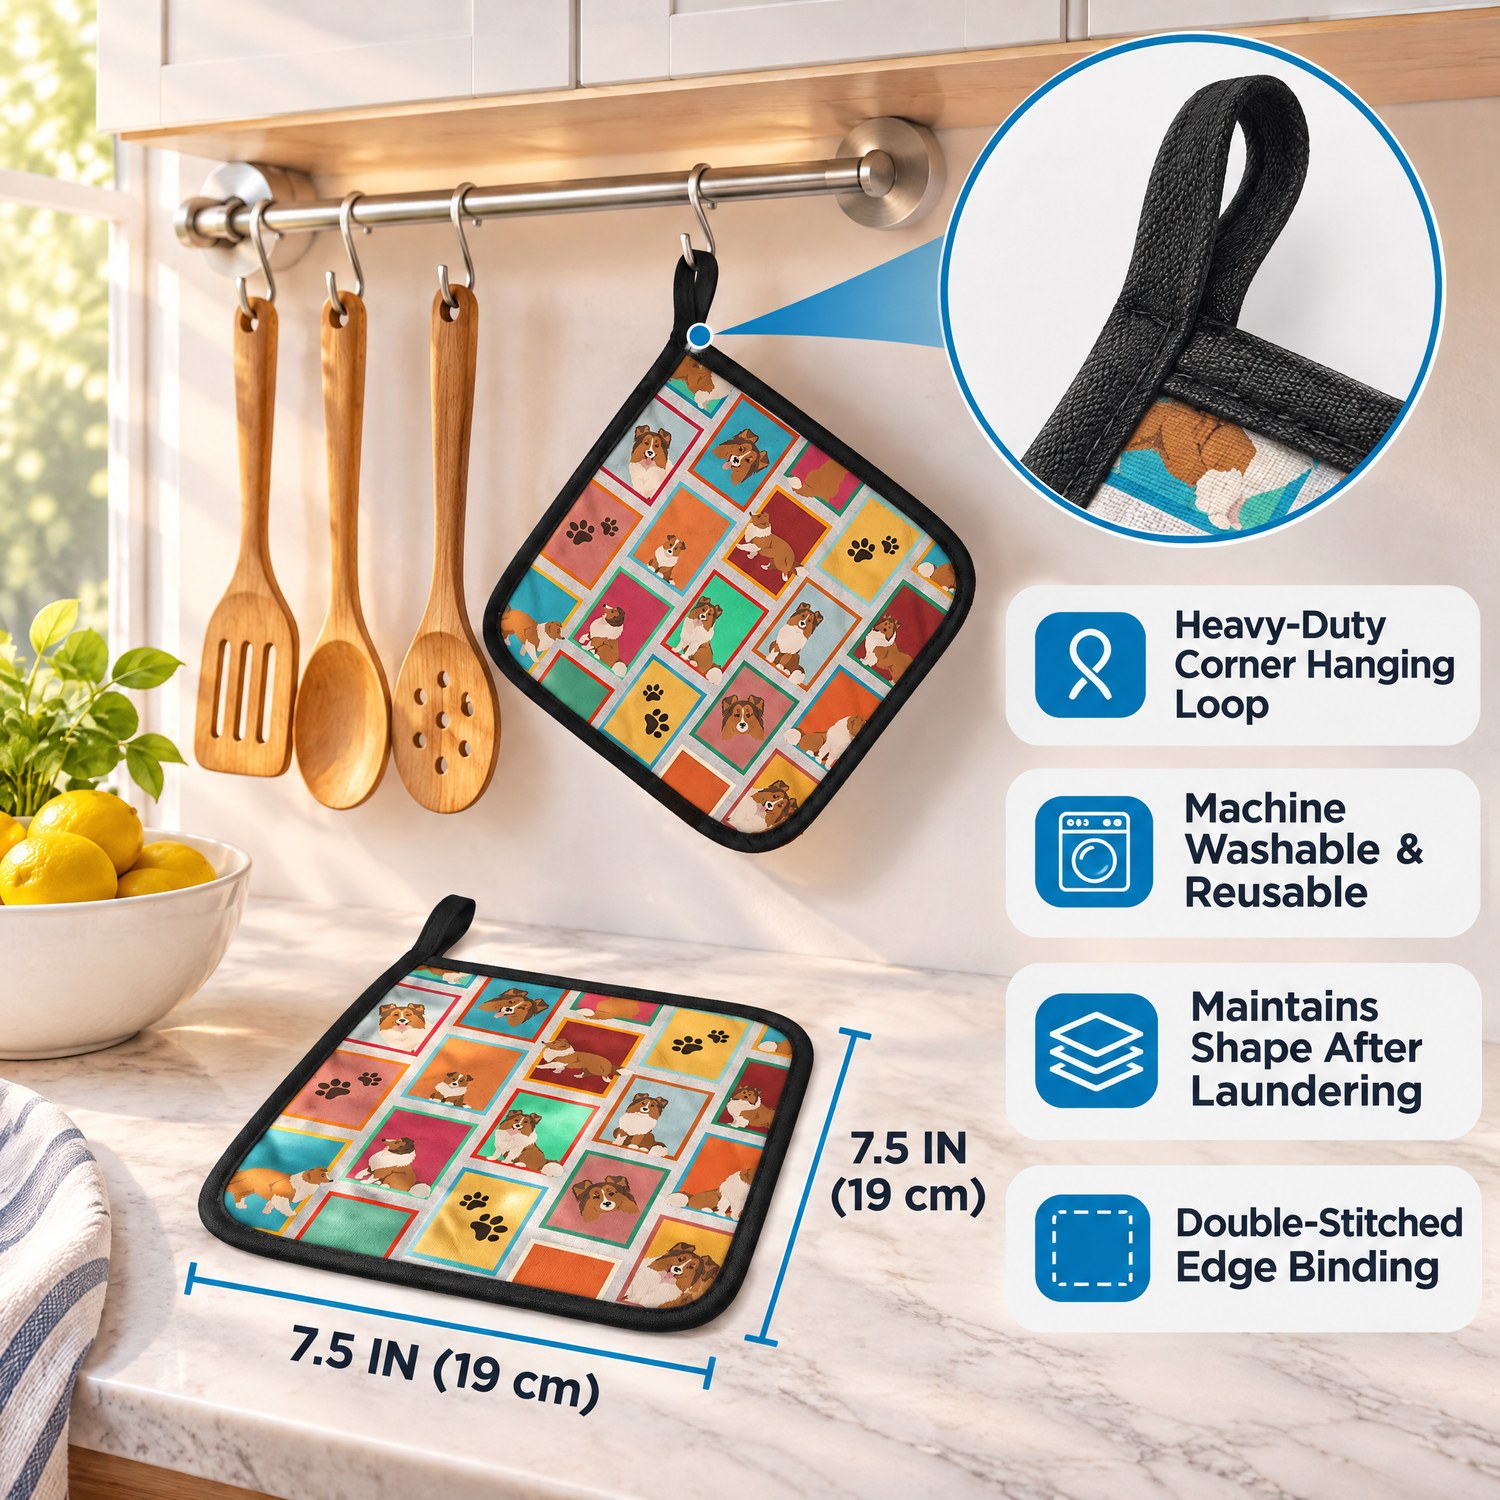 Heavy-Duty
Corner Hanging
Loop
Machine
Washable &
Reusable
Maintains
Shape After
Laundering
Double-Stitched
Edge Binding
7.5 IN
(19 cm)
7.5 IN (19 cm)